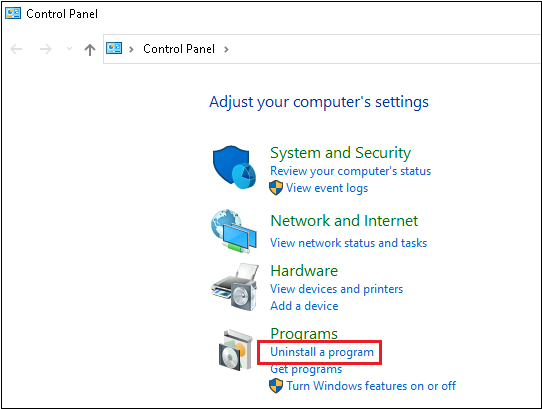 Control Panel
Control Panel
Adjust your computer's settings
System and Security
Review your computer's status
View event logs
Network and Internet
View network status and tasks
Hardware
View devices and printers
Add a device
Programs
Uninstall a program
Get programs
Turn Windows features on or off